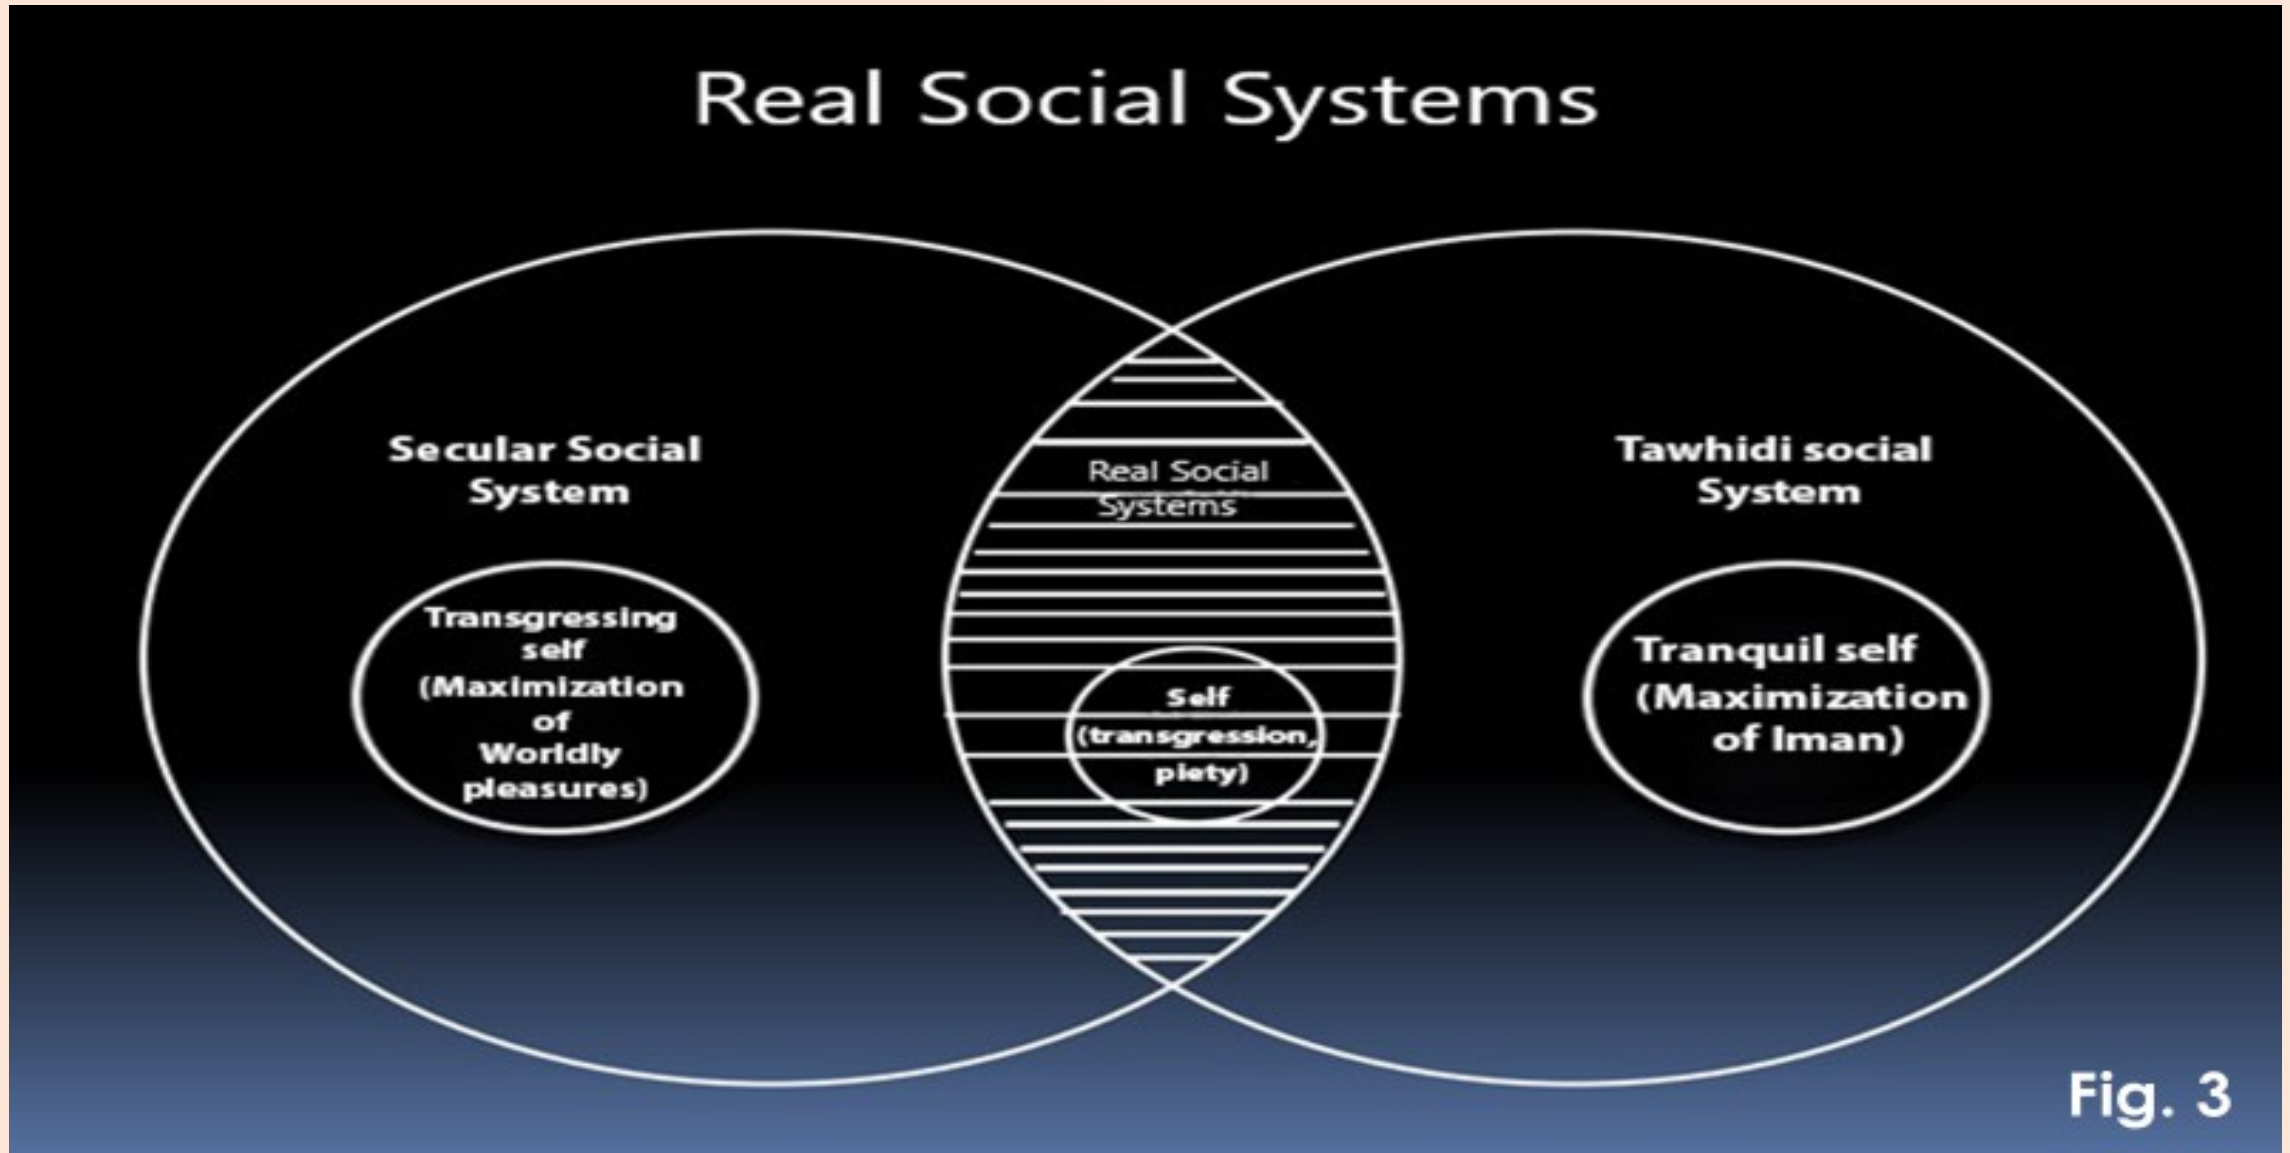 Real Social Systems
Secular Social
System
Transgressing
self
(Maximization
of
Worldly
pleasures)
Real Social
Systems
Self
(transgression,
piety)
Tawhidi social
System
Tranquil self
(Maximization
of Iman)
Fig. 3